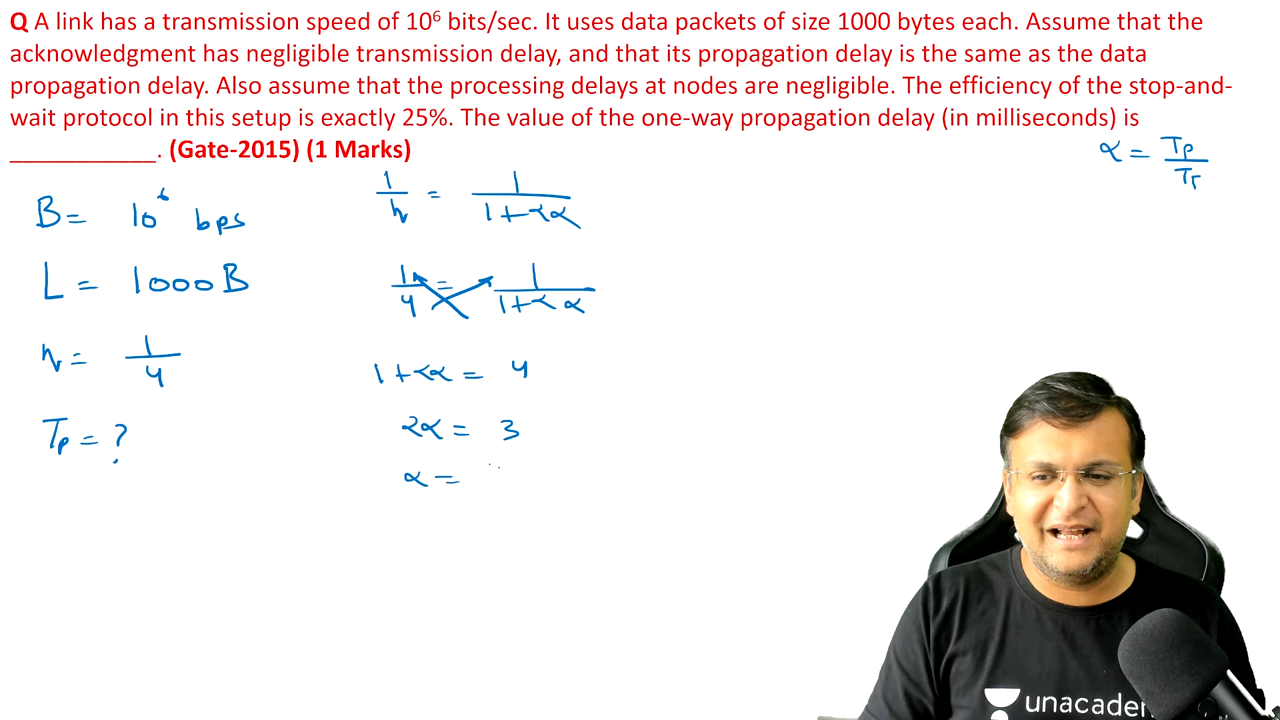 Q A link has a transmission speed of 10⁶ bits/sec. It uses data packets of size 1000 bytes each. Assume that the
acknowledgment has negligible transmission delay, and that its propagation delay is the same as the data
propagation delay. Also assume that the processing delays at nodes are negligible. The efficiency of the stop-and-
wait protocol in this setup is exactly 25%. The value of the one-way propagation delay (in milliseconds) is
___________. (Gate-2015) (1 Marks)
α = Tp/Tt
B = 10⁶ bps
L = 1000B
η = 1/4
Tp = ?
1/η = 1/(1+2α)
1/4 = 1/(1+2α)
1+2α = 4
2α = 3
α =
unacade